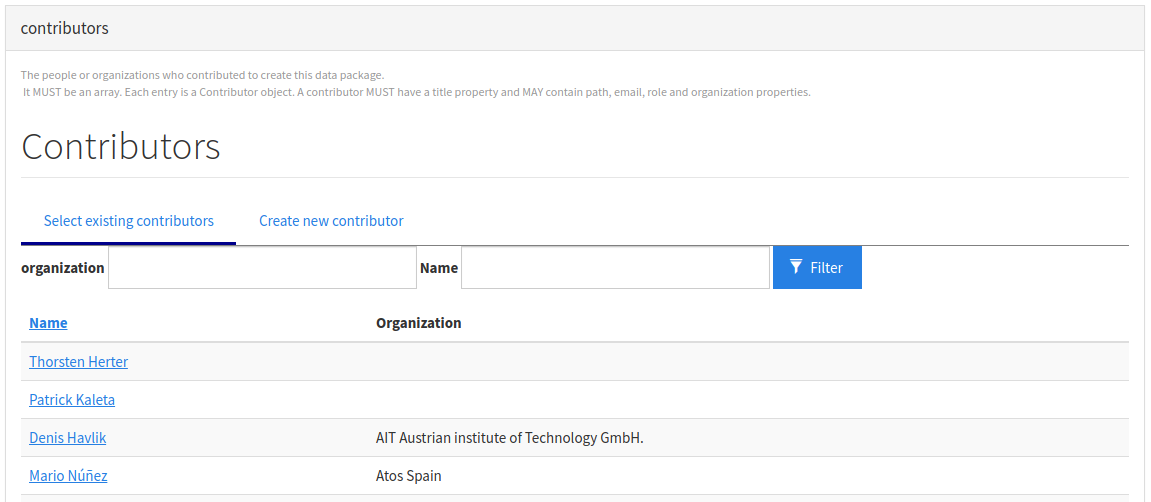 contributors
The people or organizations who contributed to create this data package.
It MUST be an array. Each entry is a Contributor object. A contributor MUST have a title property and MAY contain path, email, role and organization properties.
Contributors
Select existing contributors Create new contributor
organization Name Filter
Name Organization
Thorsten Herter
Patrick Kaleta
Denis Havlik AIT Austrian institute of Technology GmbH.
Mario Núñez Atos Spain